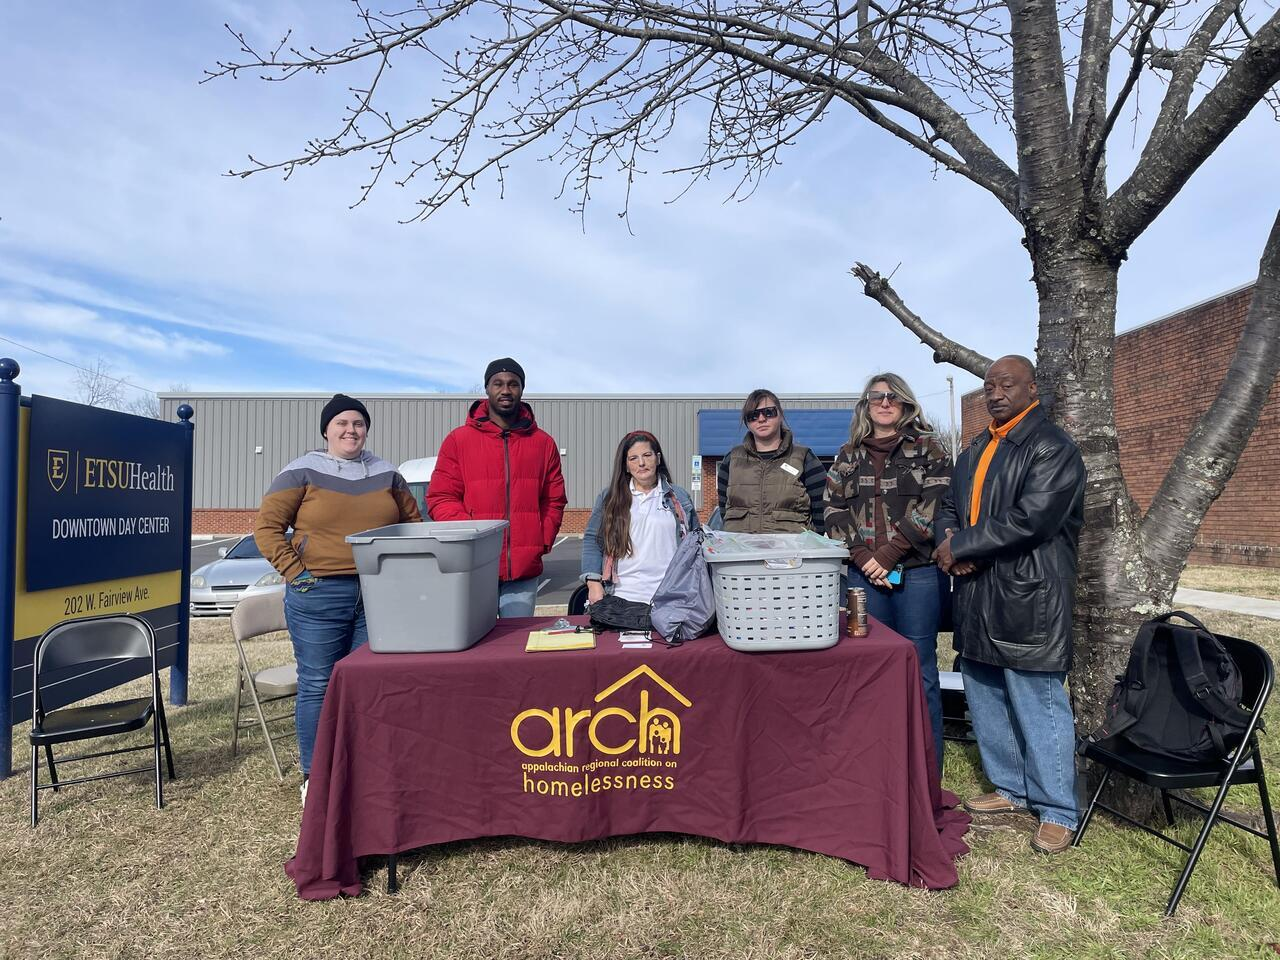 E ETSUHealth
DOWNTOWN DAY CENTER
202 W. Fairview Ave.
arch
appalachian regional coalition on
homelessness